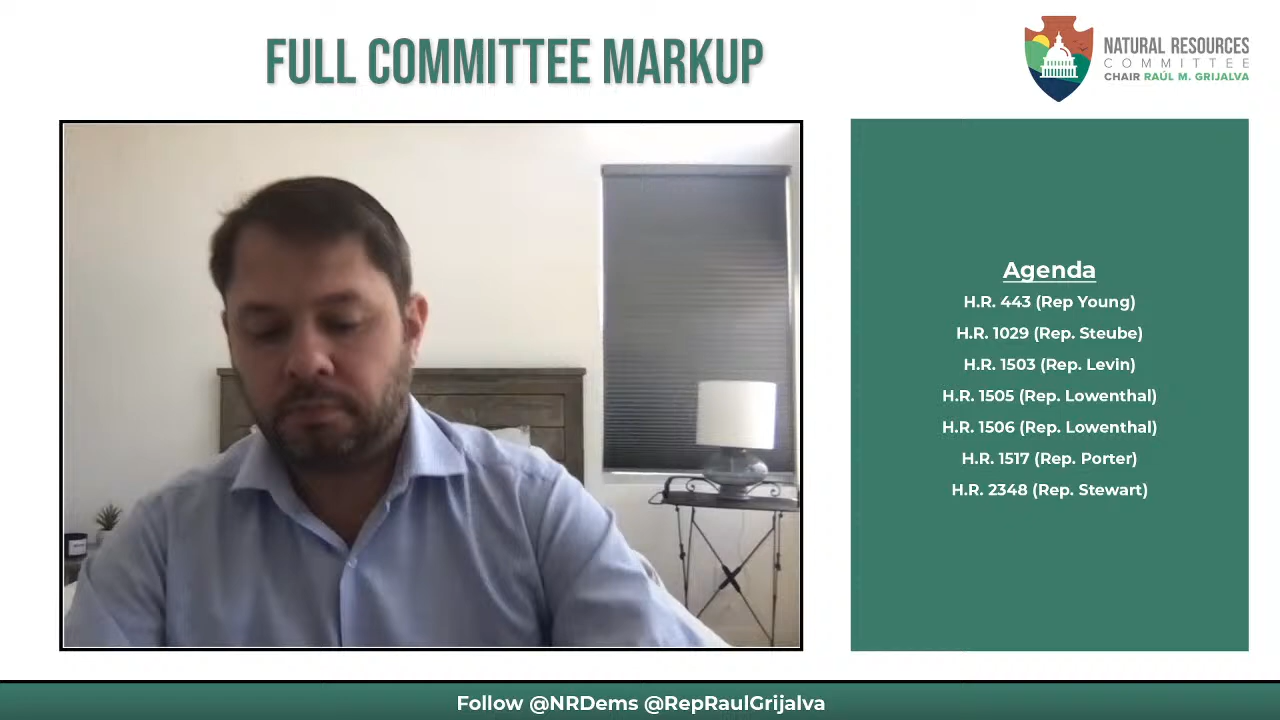 FULL COMMITTEE MARKUP
NATURAL RESOURCES
COMMITTEE
CHAIR RAÚL M. GRIJALVA
Agenda
H.R. 443 (Rep Young)
H.R. 1029 (Rep. Steube)
H.R. 1503 (Rep. Levin)
H.R. 1505 (Rep. Lowenthal)
H.R. 1506 (Rep. Lowenthal)
H.R. 1517 (Rep. Porter)
H.R. 2348 (Rep. Stewart)
Follow @NRDems @RepRaulGrijalva